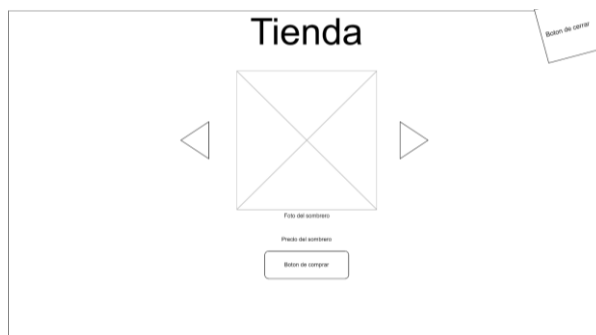 Tienda
Boton de cerrar
Foto del sombrero
Precio del sombrero
Boton de comprar